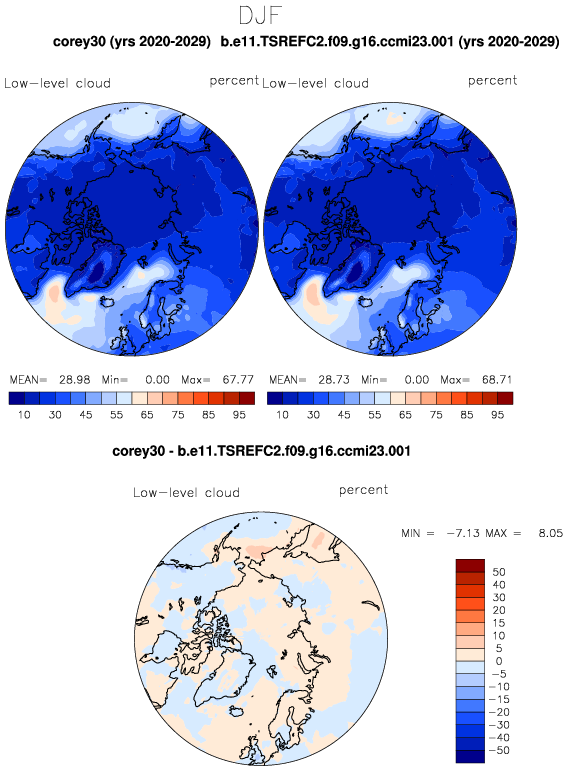 DJF
corey30 (yrs 2020-2029) b.e11.TSREFC2.f09.g16.ccmi23.001 (yrs 2020-2029)
Low-level cloud percent Low-level cloud percent
MEAN= 28.98 Min= 0.00 Max= 67.77 MEAN= 28.73 Min= 0.00 Max= 68.71
10 30 45 55 65 75 85 95 10 30 45 55 65 75 85 95
corey30 - b.e11.TSREFC2.f09.g16.ccmi23.001
Low-level cloud percent
MIN = -7.13 MAX = 8.05
50
40
30
20
15
10
5
0
-5
-10
-15
-20
-30
-40
-50